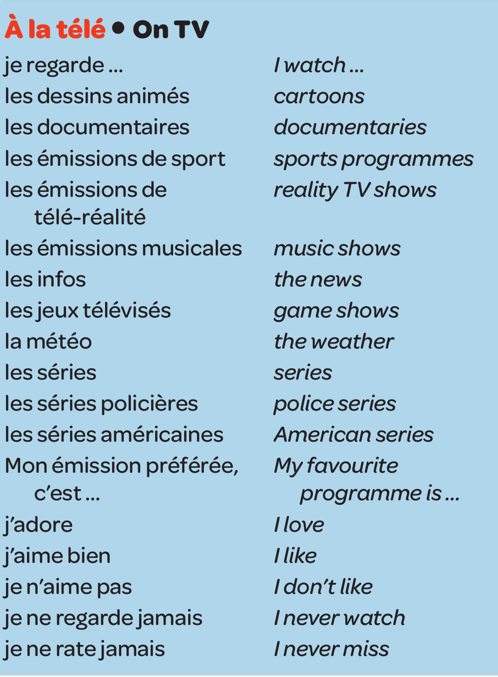 À la télé • On TV
je regarde ... I watch ...
les dessins animés cartoons
les documentaires documentaries
les émissions de sport sports programmes
les émissions de reality TV shows
télé-réalité
les émissions musicales music shows
les infos the news
les jeux télévisés game shows
la météo the weather
les séries series
les séries policières police series
les séries américaines American series
Mon émission préférée, My favourite
c'est ... programme is ...
j'adore I love
j'aime bien I like
je n'aime pas I don't like
je ne regarde jamais I never watch
je ne rate jamais I never miss